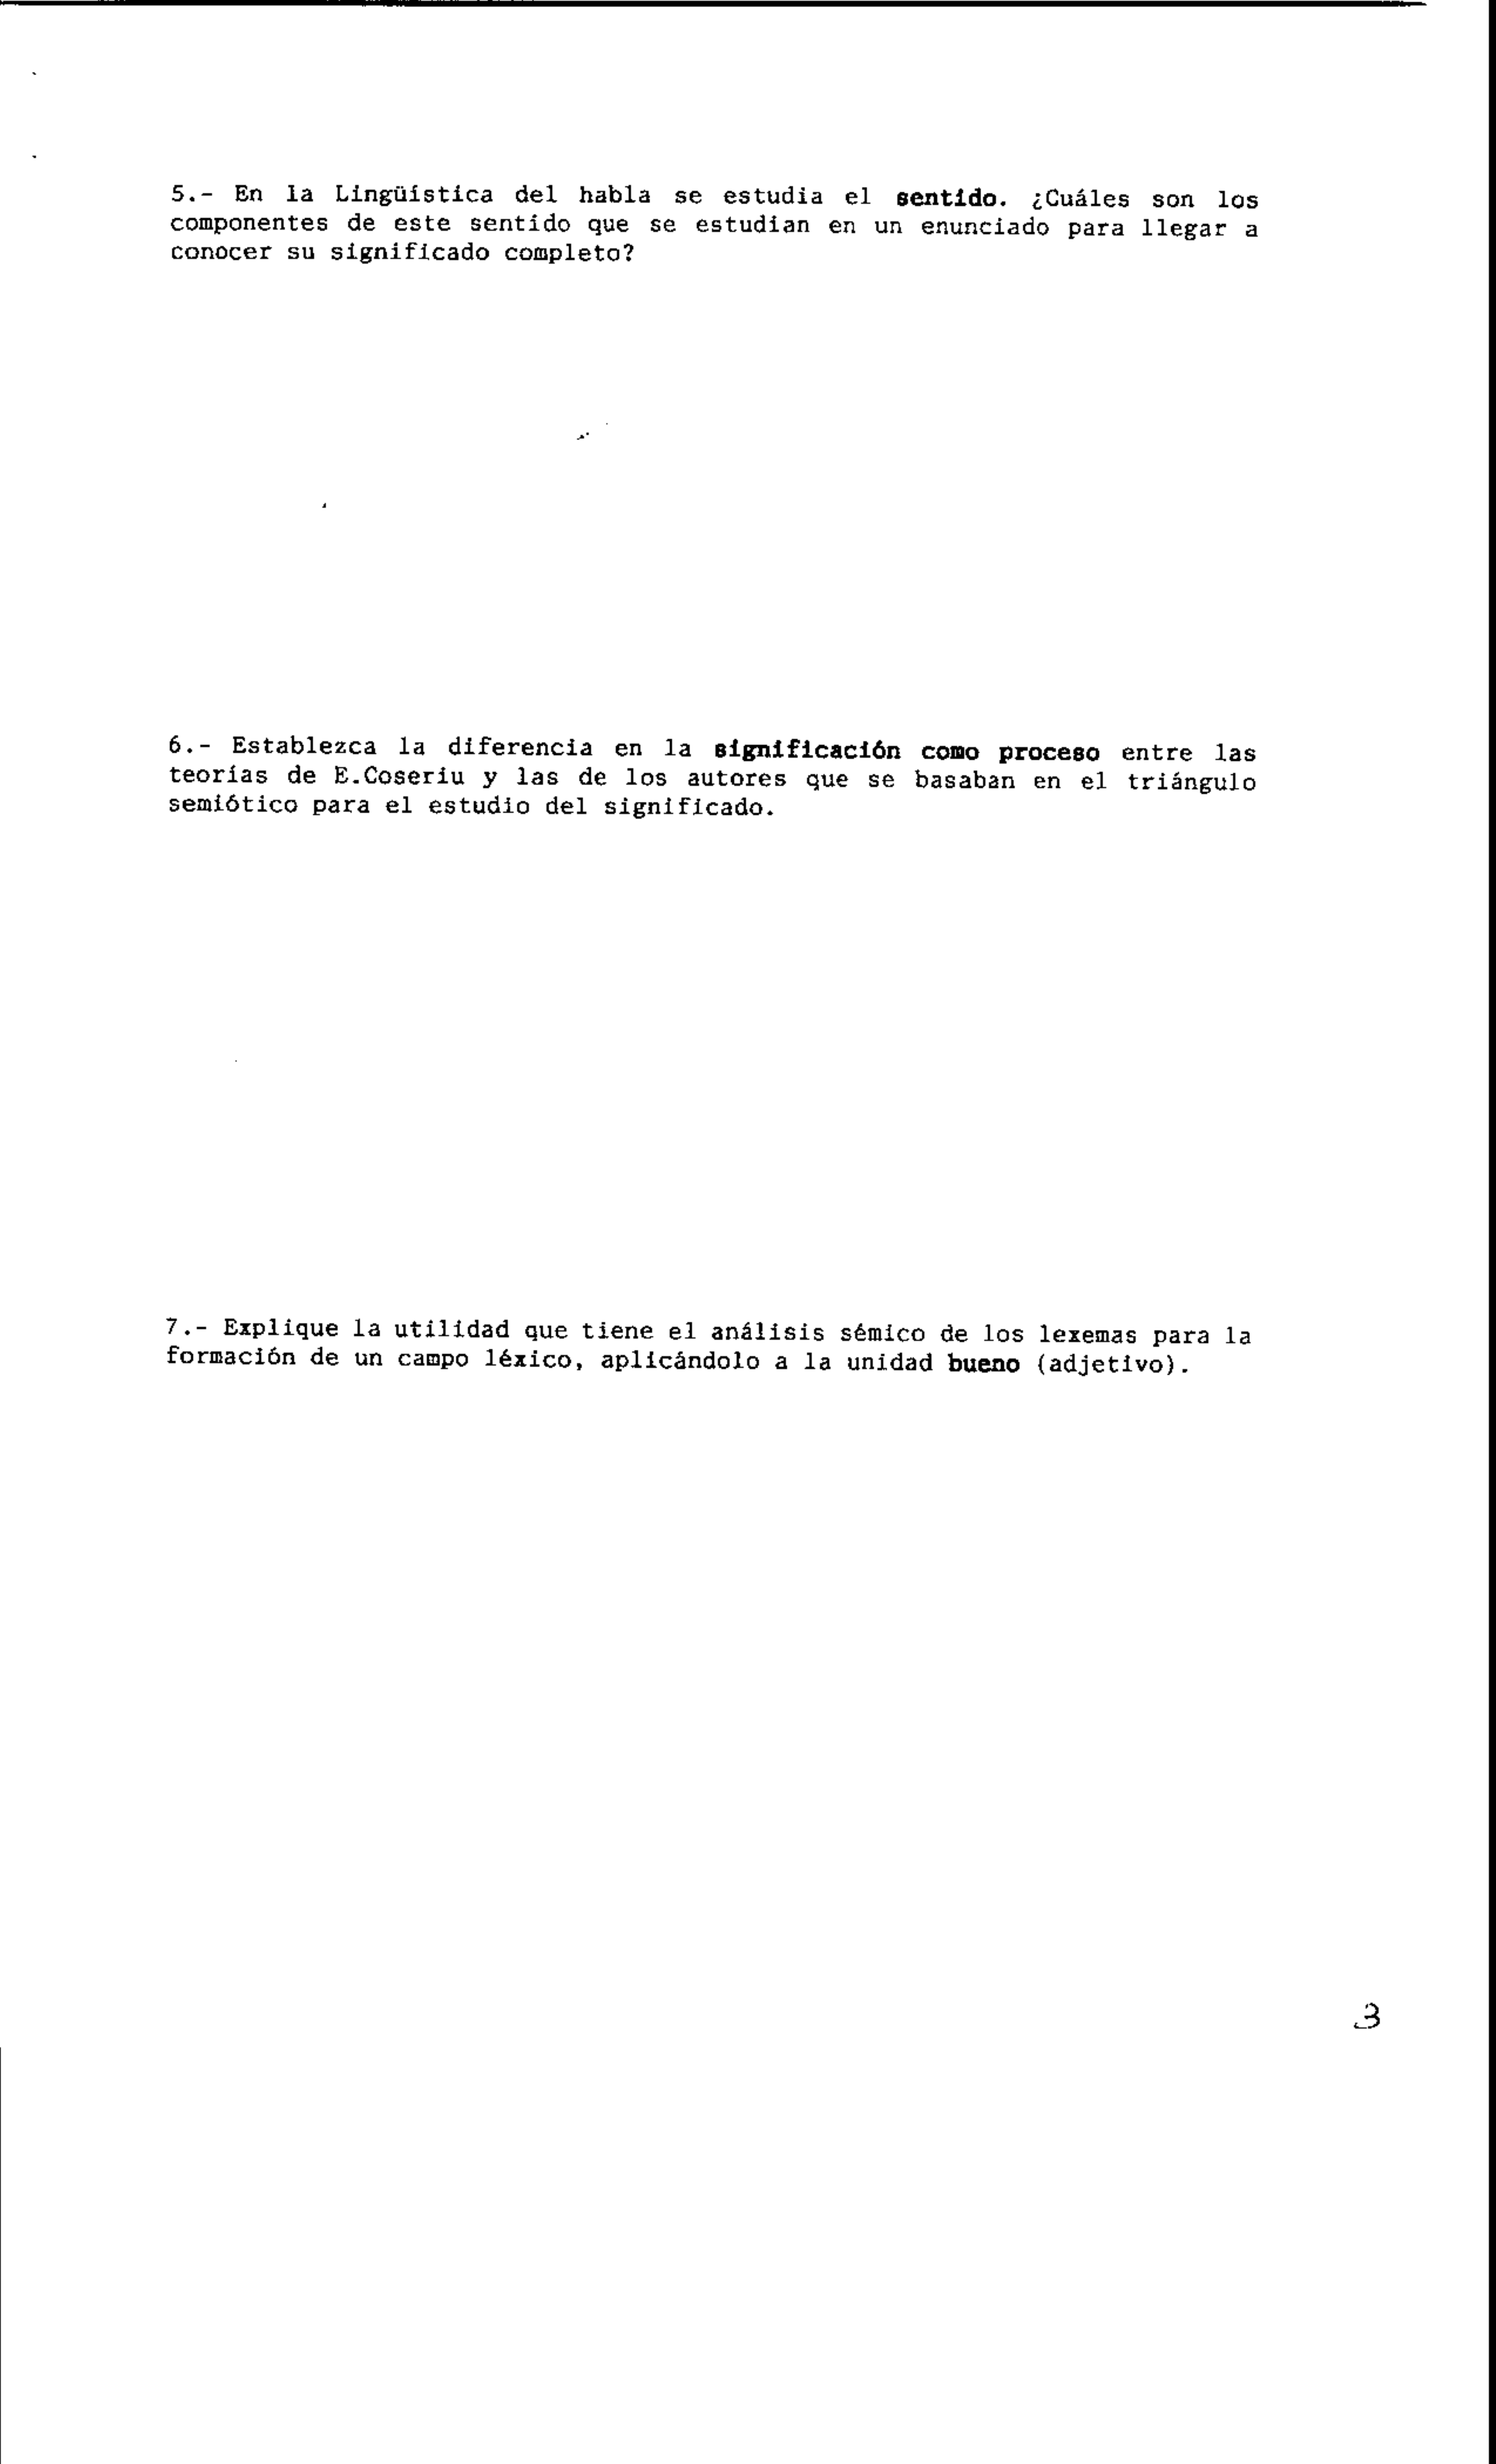 5.- En la Lingüística del habla se estudia el sentido. ¿Cuáles son los
componentes de este sentido que se estudian en un enunciado para llegar a
conocer su significado completo?
6.- Establezca la diferencia en la significación como proceso entre las
teorías de E.Coseriu y las de los autores que se basaban en el triángulo
semiótico para el estudio del significado.
7.- Explique la utilidad que tiene el análisis sémico de los lexemas para la
formación de un campo léxico, aplicándolo a la unidad bueno (adjetivo).
3